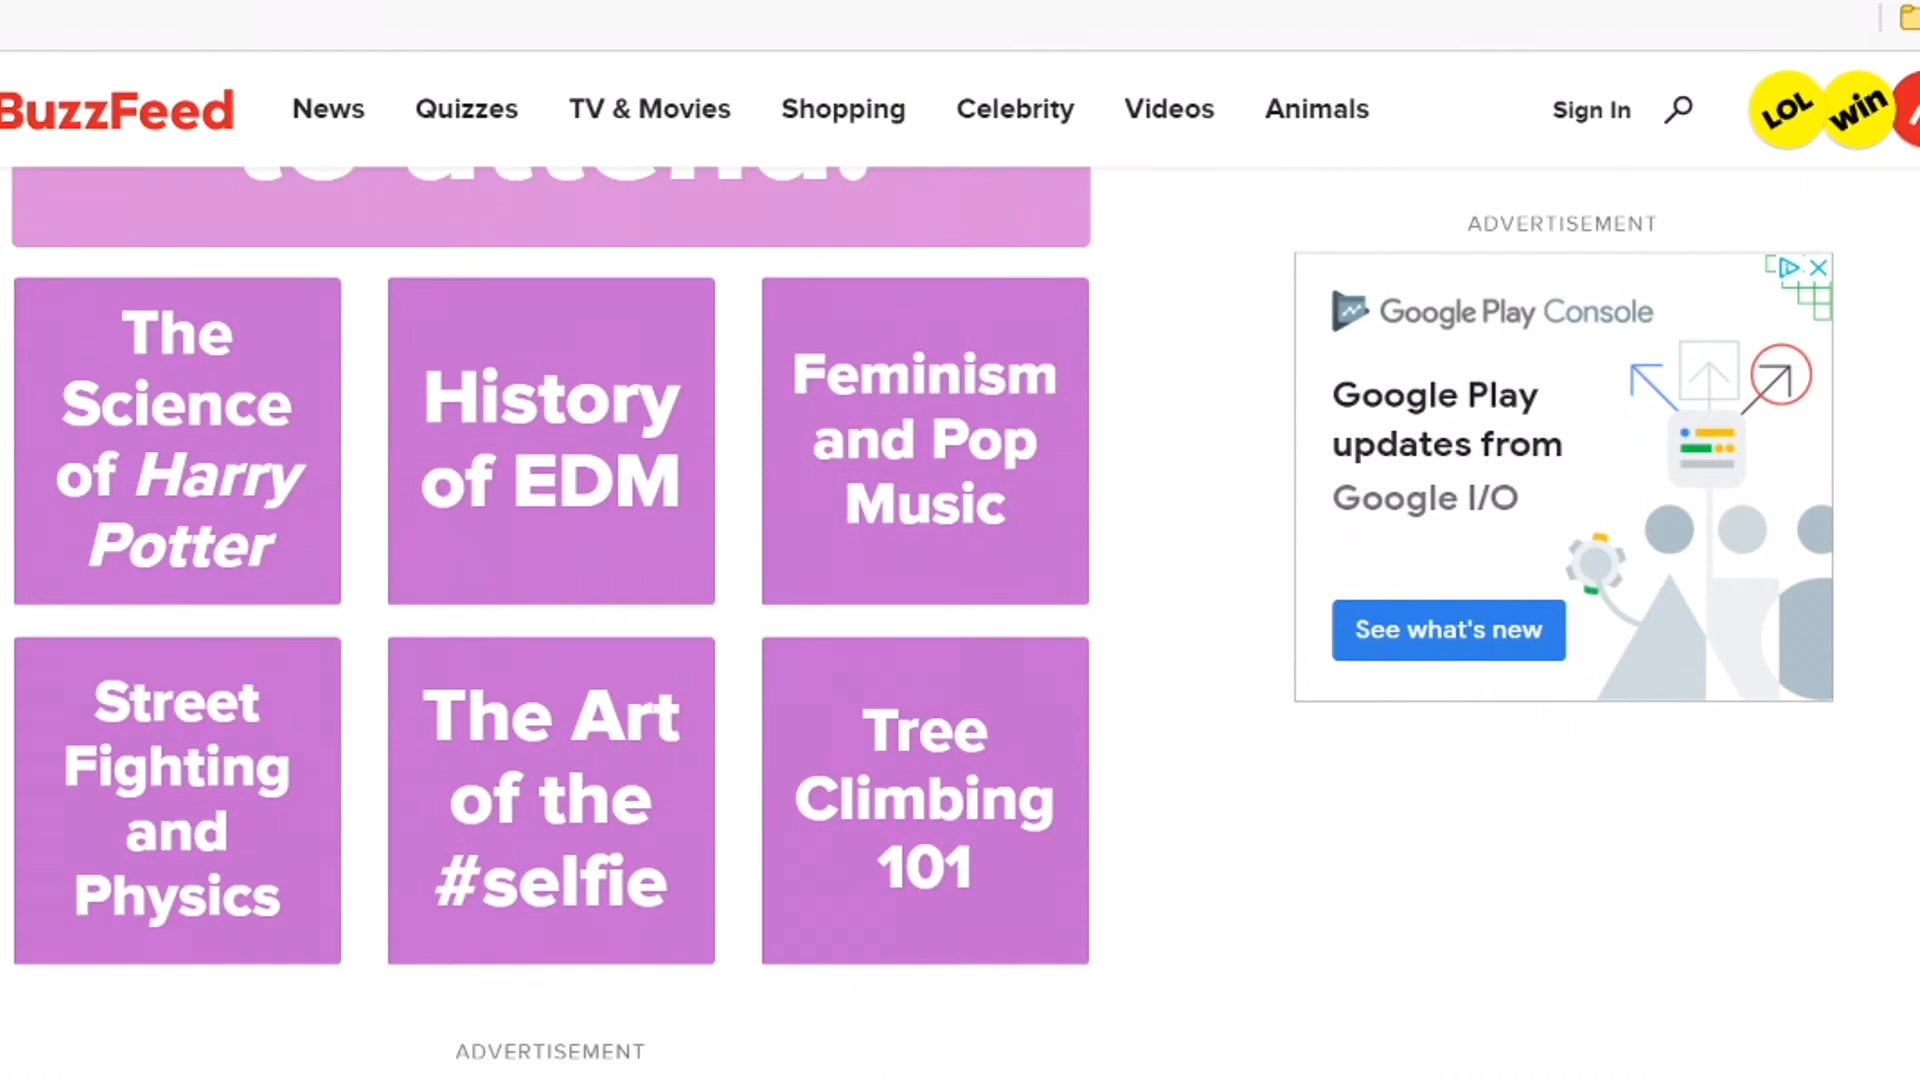 BuzzFeed News Quizzes TV & Movies Shopping Celebrity Videos Animals Sign In LOL win
to attend?
The
Science
of Harry
Potter
History
of EDM
Feminism
and Pop
Music
Street
Fighting
and
Physics
The Art
of the
#selfie
Tree
Climbing
101
ADVERTISEMENT
ADVERTISEMENT
Google Play Console
Google Play
updates from
Google I/O
See what's new